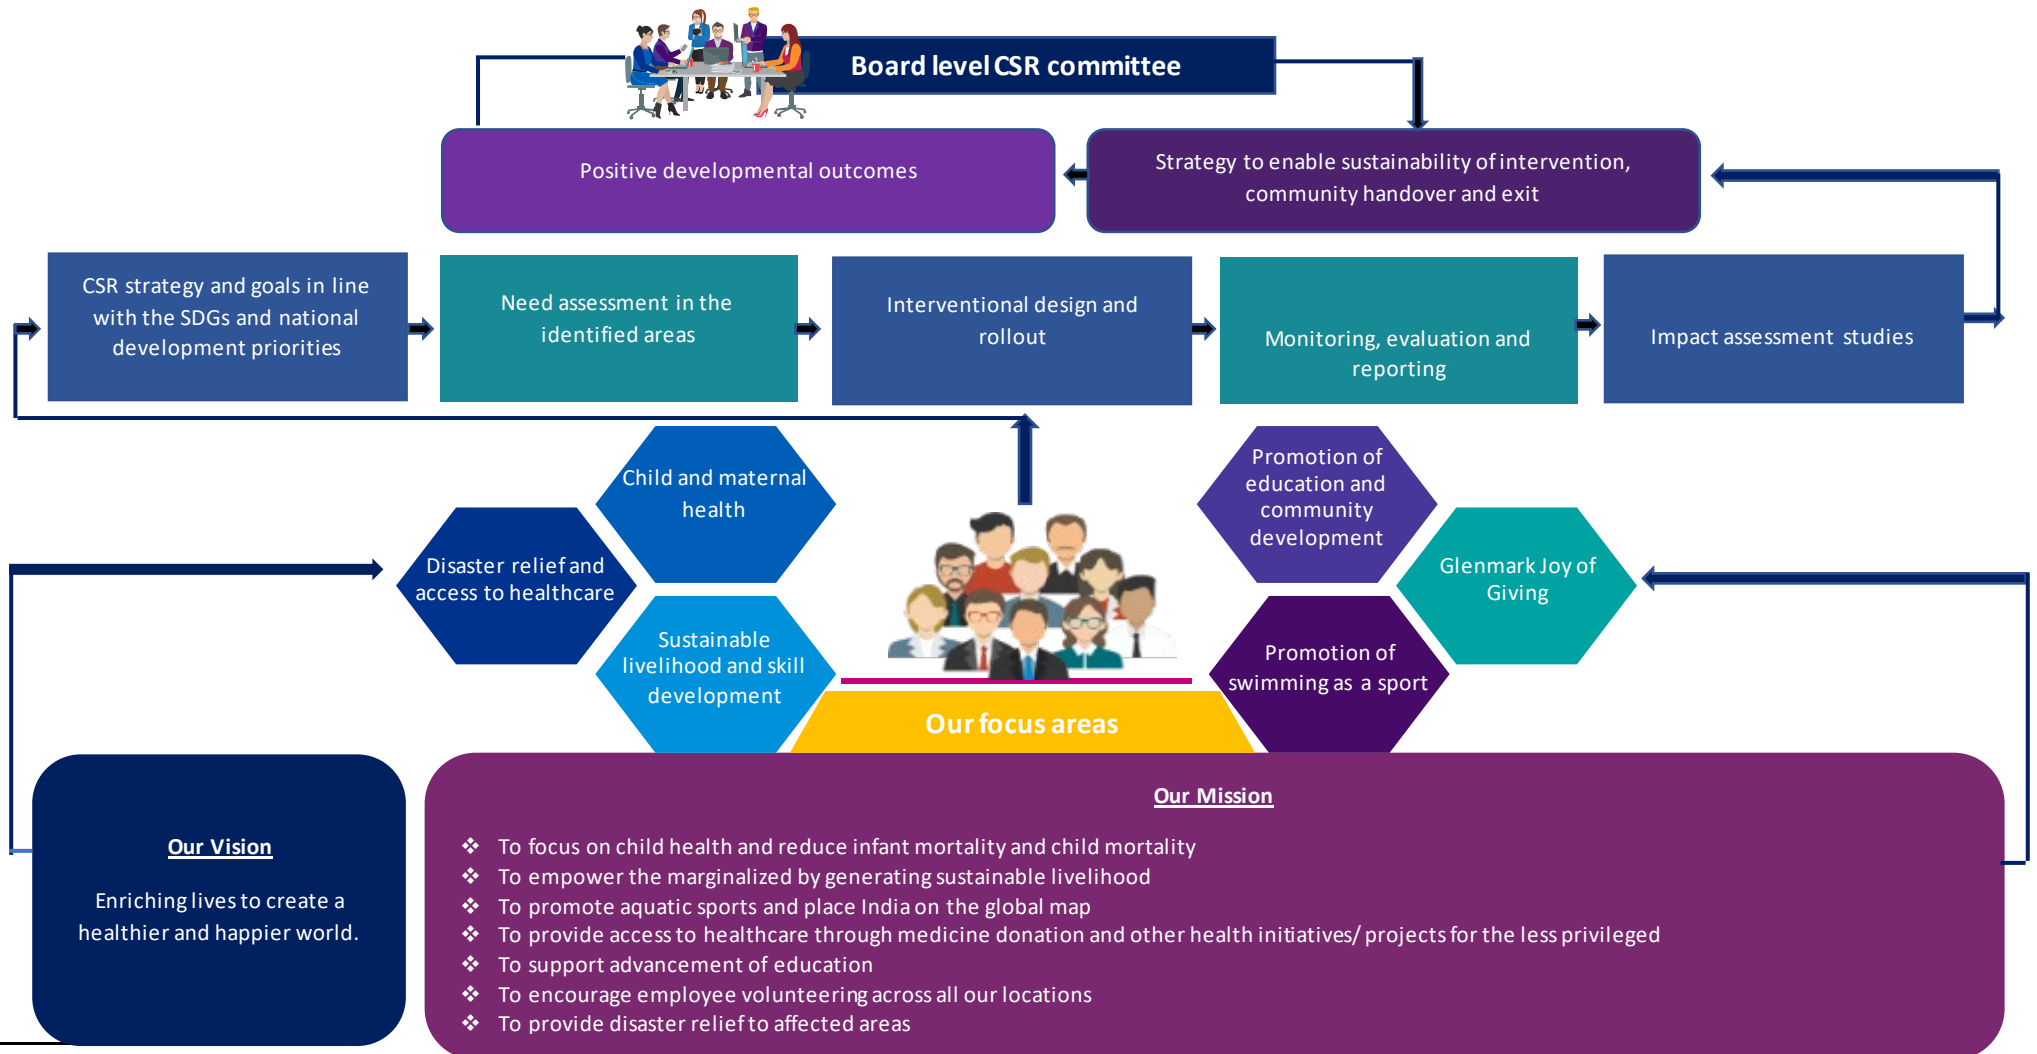 Board level CSR committee
Positive developmental outcomes
Strategy to enable sustainability of intervention,
community handover and exit
CSR strategy and goals in line
with the SDGs and national
development priorities
Need assessment in the
identified areas
Interventional design and
rollout
Monitoring, evaluation and
reporting
Impact assessment studies
Child and maternal
health
Disaster relief and
access to healthcare
Sustainable
livelihood and skill
development
Promotion of
education and
community
development
Glenmark Joy of
Giving
Promotion of
swimming as a sport
Our focus areas
Our Vision
Enriching lives to create a
healthier and happier world.
Our Mission
❖ To focus on child health and reduce infant mortality and child mortality
❖ To empower the marginalized by generating sustainable livelihood
❖ To promote aquatic sports and place India on the global map
❖ To provide access to healthcare through medicine donation and other health initiatives/ projects for the less privileged
❖ To support advancement of education
❖ To encourage employee volunteering across all our locations
❖ To provide disaster relief to affected areas